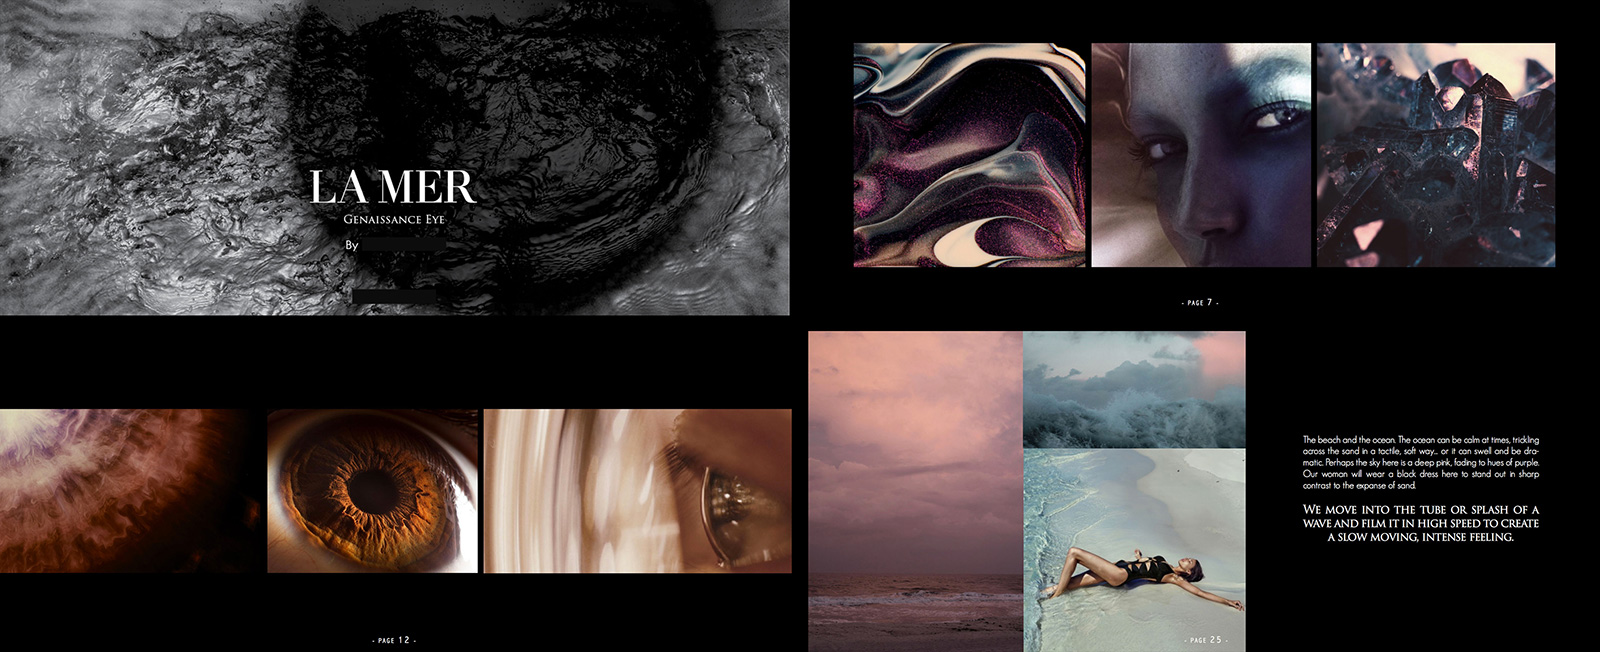 LA MER
GENAISSANCE EYE
By
- PAGE 7 -
- PAGE 12 -
The beach and the ocean. The ocean can be calm at times, trickling
across the sand in a tactile, soft way... or it can swell and be dra-
matic. Perhaps the sky here is a deep pink, fading to hues of purple.
Our woman will wear a black dress here to stand out in sharp
contrast to the expanse of sand.
WE MOVE INTO THE TUBE OR SPLASH OF A
WAVE AND FILM IT IN HIGH SPEED TO CREATE
A SLOW MOVING, INTENSE FEELING.
- PAGE 25 -